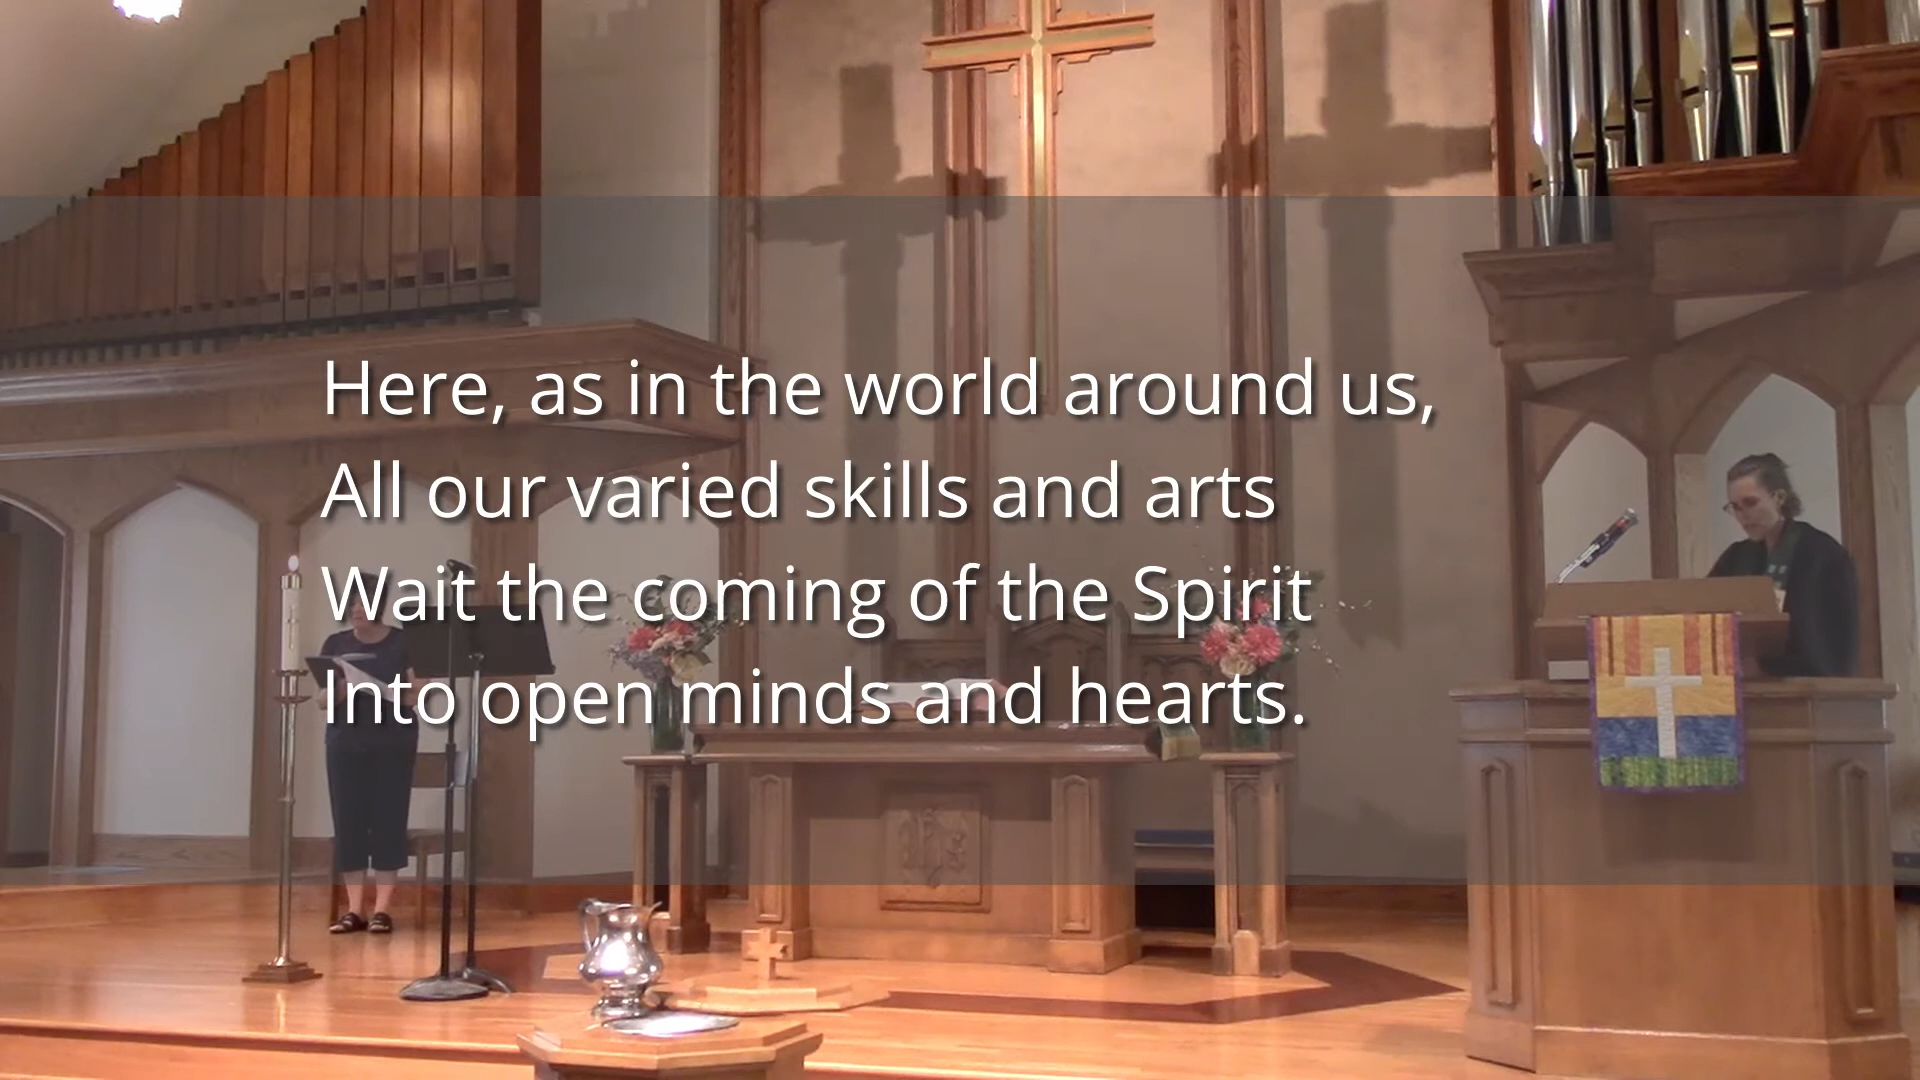 Here, as in the world around us,
All our varied skills and arts
Wait the coming of the Spirit
Into open minds and hearts.